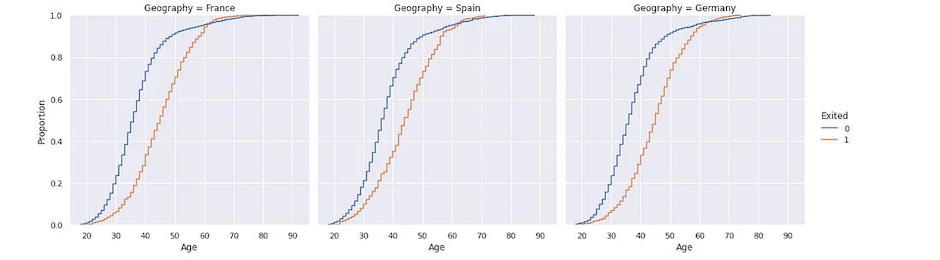 Geography = France
Geography = Spain
Geography = Germany
1.0
0.8
0.6
0.4
0.2
0.0
Proportion
20 30 40 50 60 70 80 90
20 30 40 50 60 70 80 90
20 30 40 50 60 70 80 90
Age
Age
Age
Exited
0
1